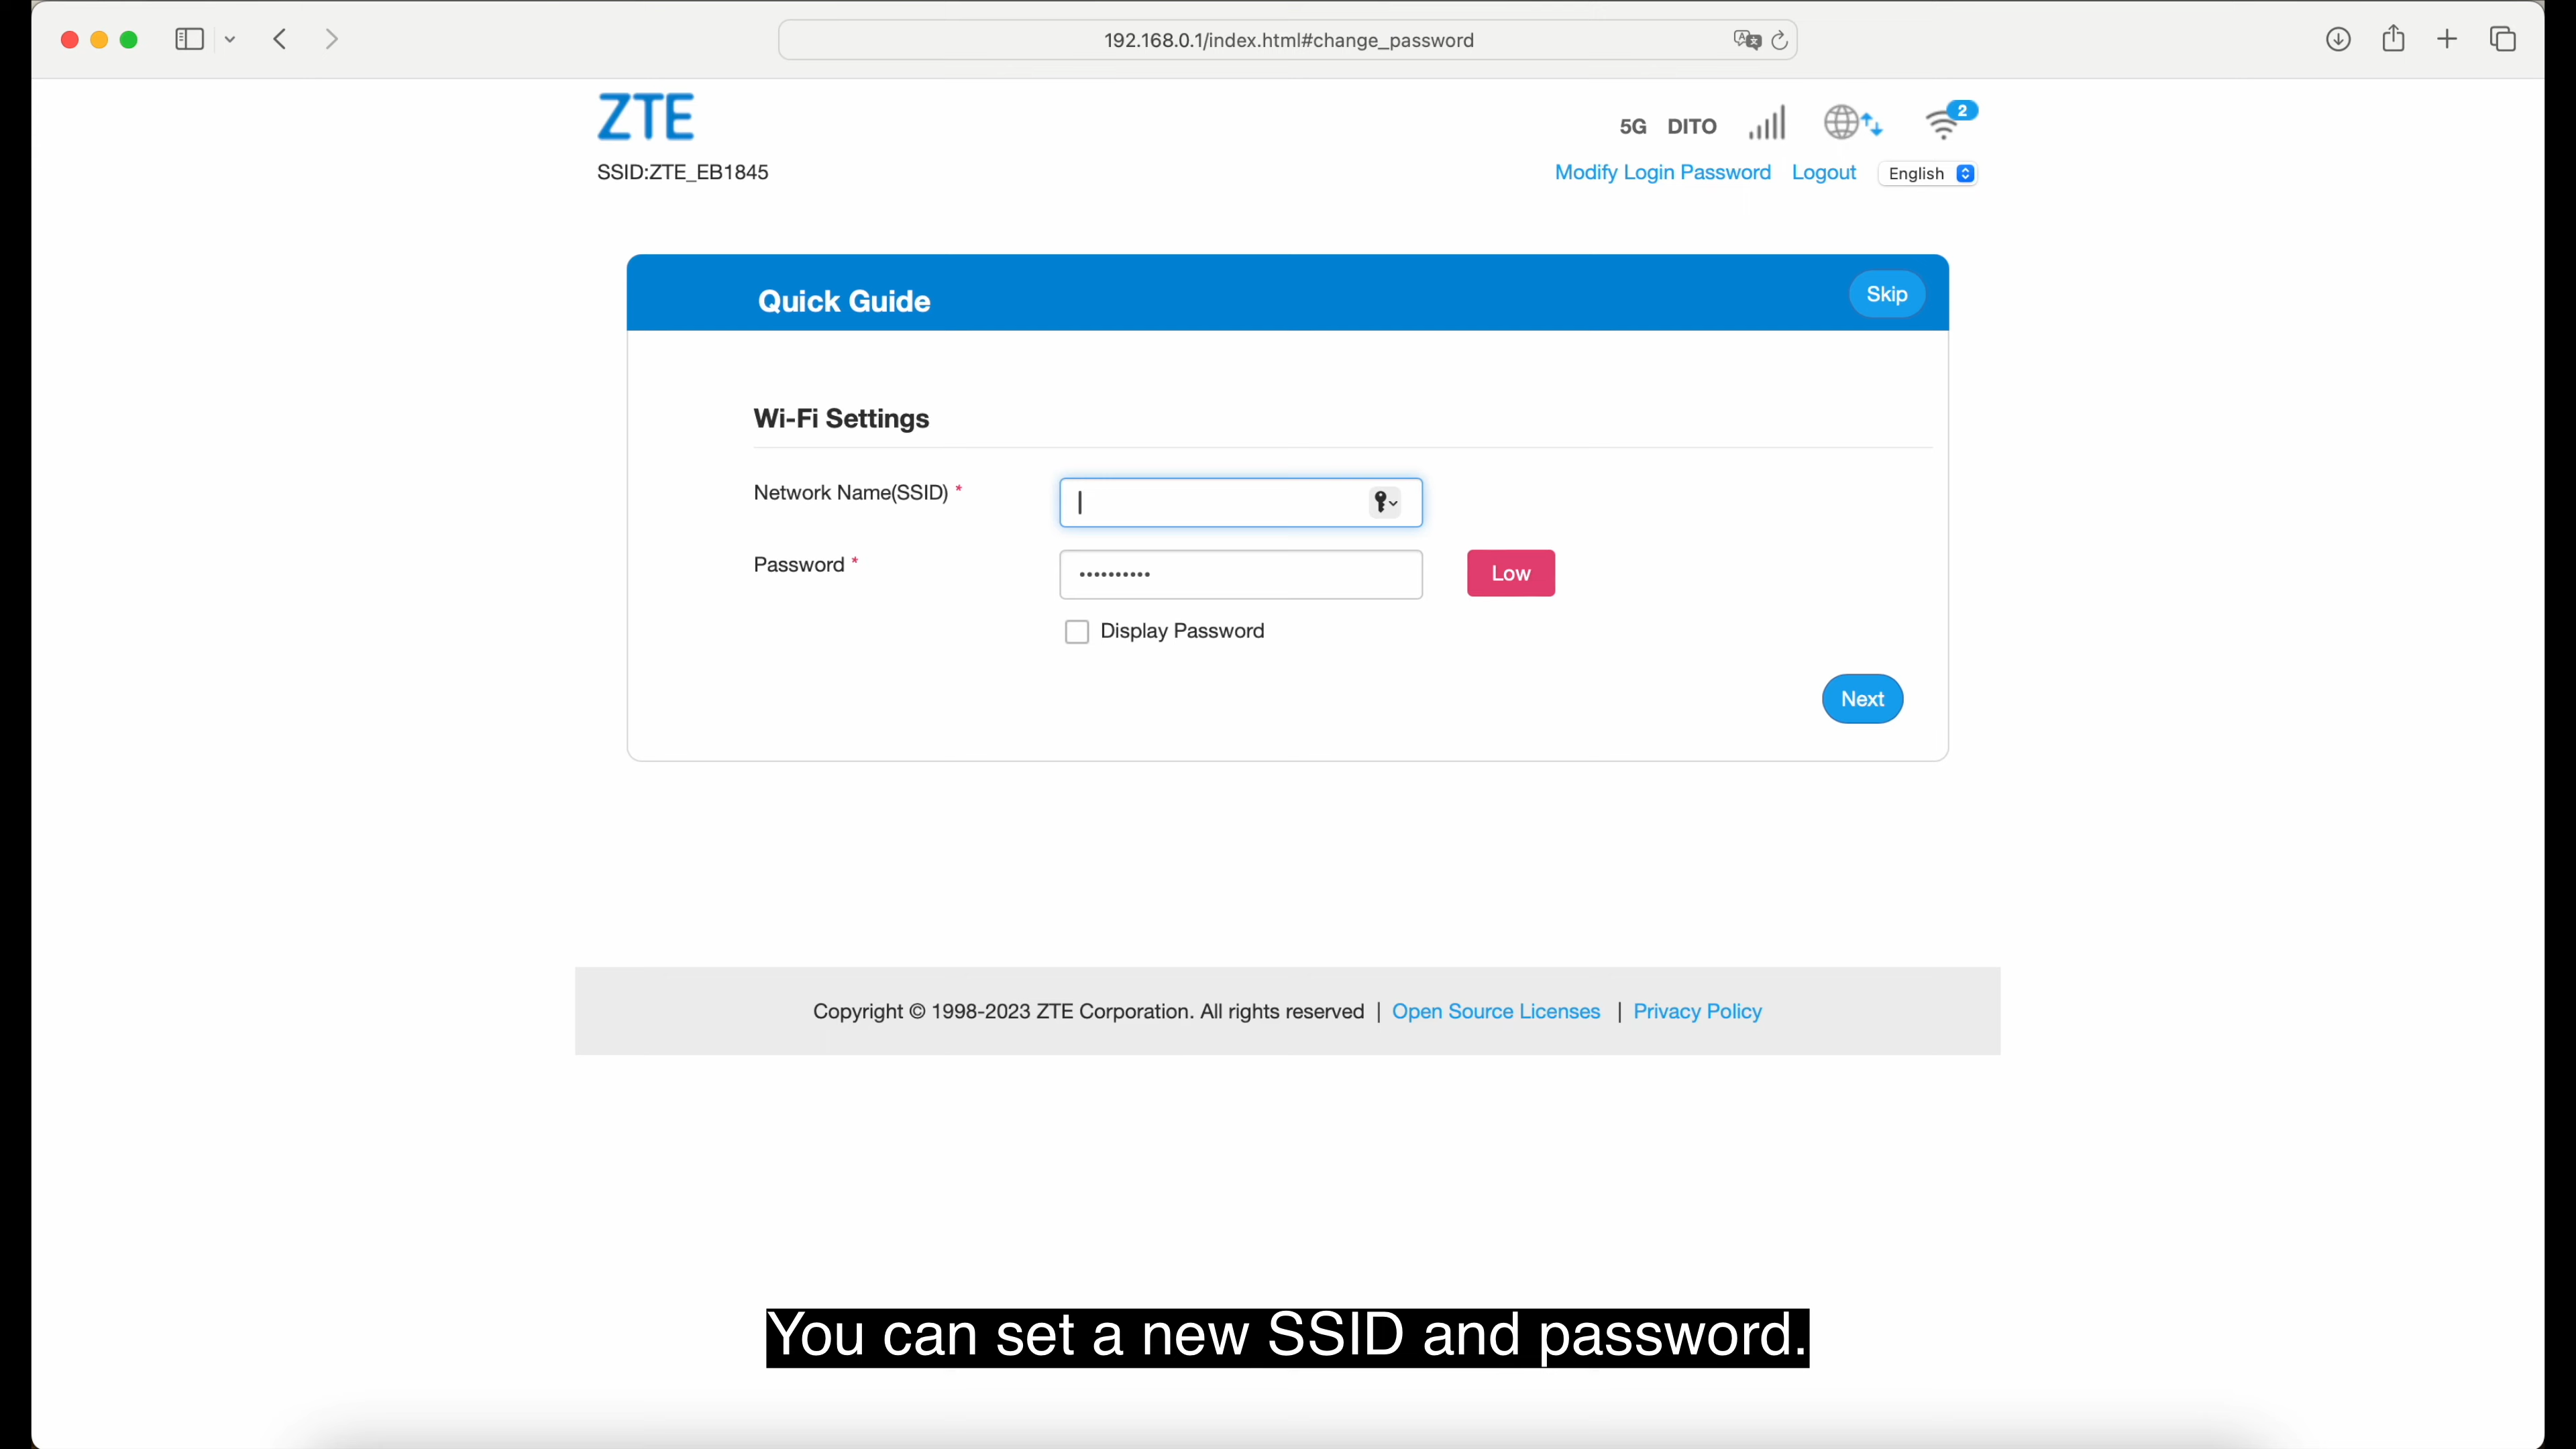 192.168.0.1/index.html#change_password
ZTE
5G DITO
2
SSID:ZTE_EB1845
Modify Login Password Logout English
Quick Guide
Skip
Wi-Fi Settings
Network Name(SSID) *
Password * •••••••••• Low
Display Password
Next
Copyright © 1998-2023 ZTE Corporation. All rights reserved | Open Source Licenses | Privacy Policy
You can set a new SSID and password.